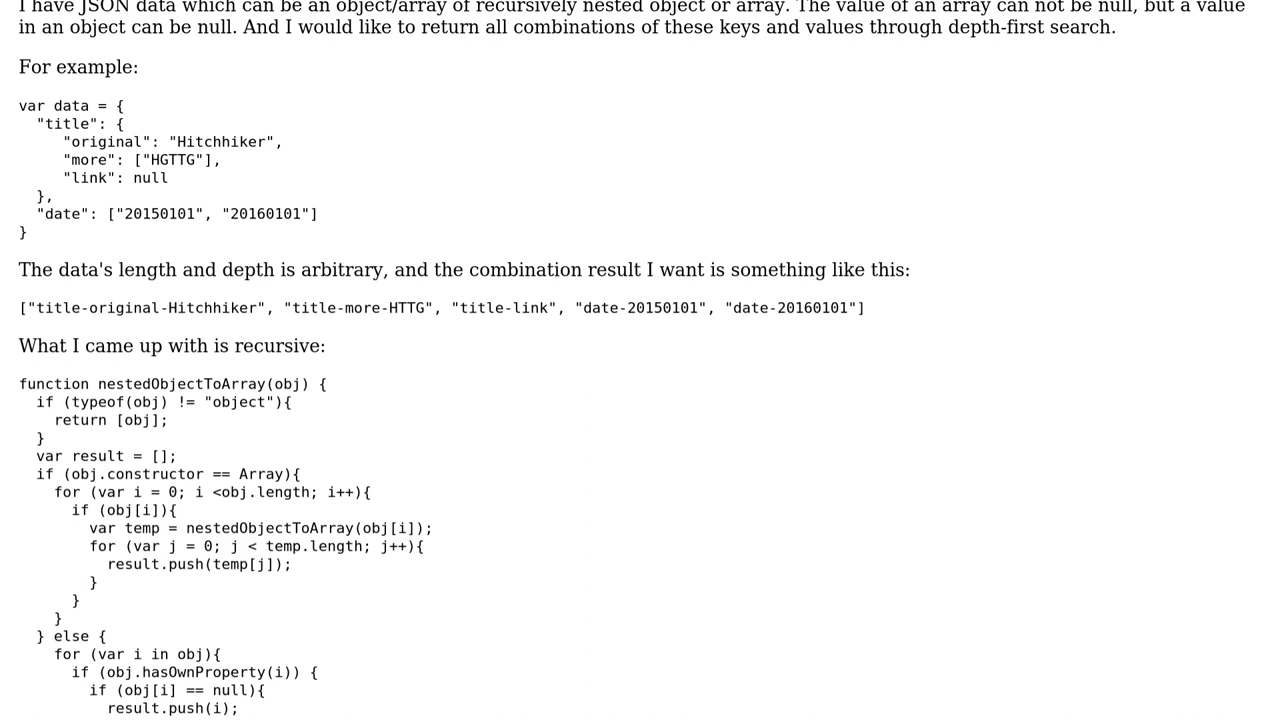 I have JSON data which can be an object/array of recursively nested object or array. The value of an array can not be null, but a value
in an object can be null. And I would like to return all combinations of these keys and values through depth-first search.
For example:
var data = {
  "title": {
     "original": "Hitchhiker",
     "more": ["HGTTG"],
     "link": null
  },
  "date": ["20150101", "20160101"]
}
The data's length and depth is arbitrary, and the combination result I want is something like this:
["title-original-Hitchhiker", "title-more-HTTG", "title-link", "date-20150101", "date-20160101"]
What I came up with is recursive:
function nestedObjectToArray(obj) {
  if (typeof(obj) != "object"){
    return [obj];
  }
  var result = [];
  if (obj.constructor == Array){
    for (var i = 0; i <obj.length; i++){
      if (obj[i]){
        var temp = nestedObjectToArray(obj[i]);
        for (var j = 0; j < temp.length; j++){
          result.push(temp[j]);
        }
      }
    }
  } else {
    for (var i in obj){
      if (obj.hasOwnProperty(i)) {
        if (obj[i] == null){
          result.push(i);